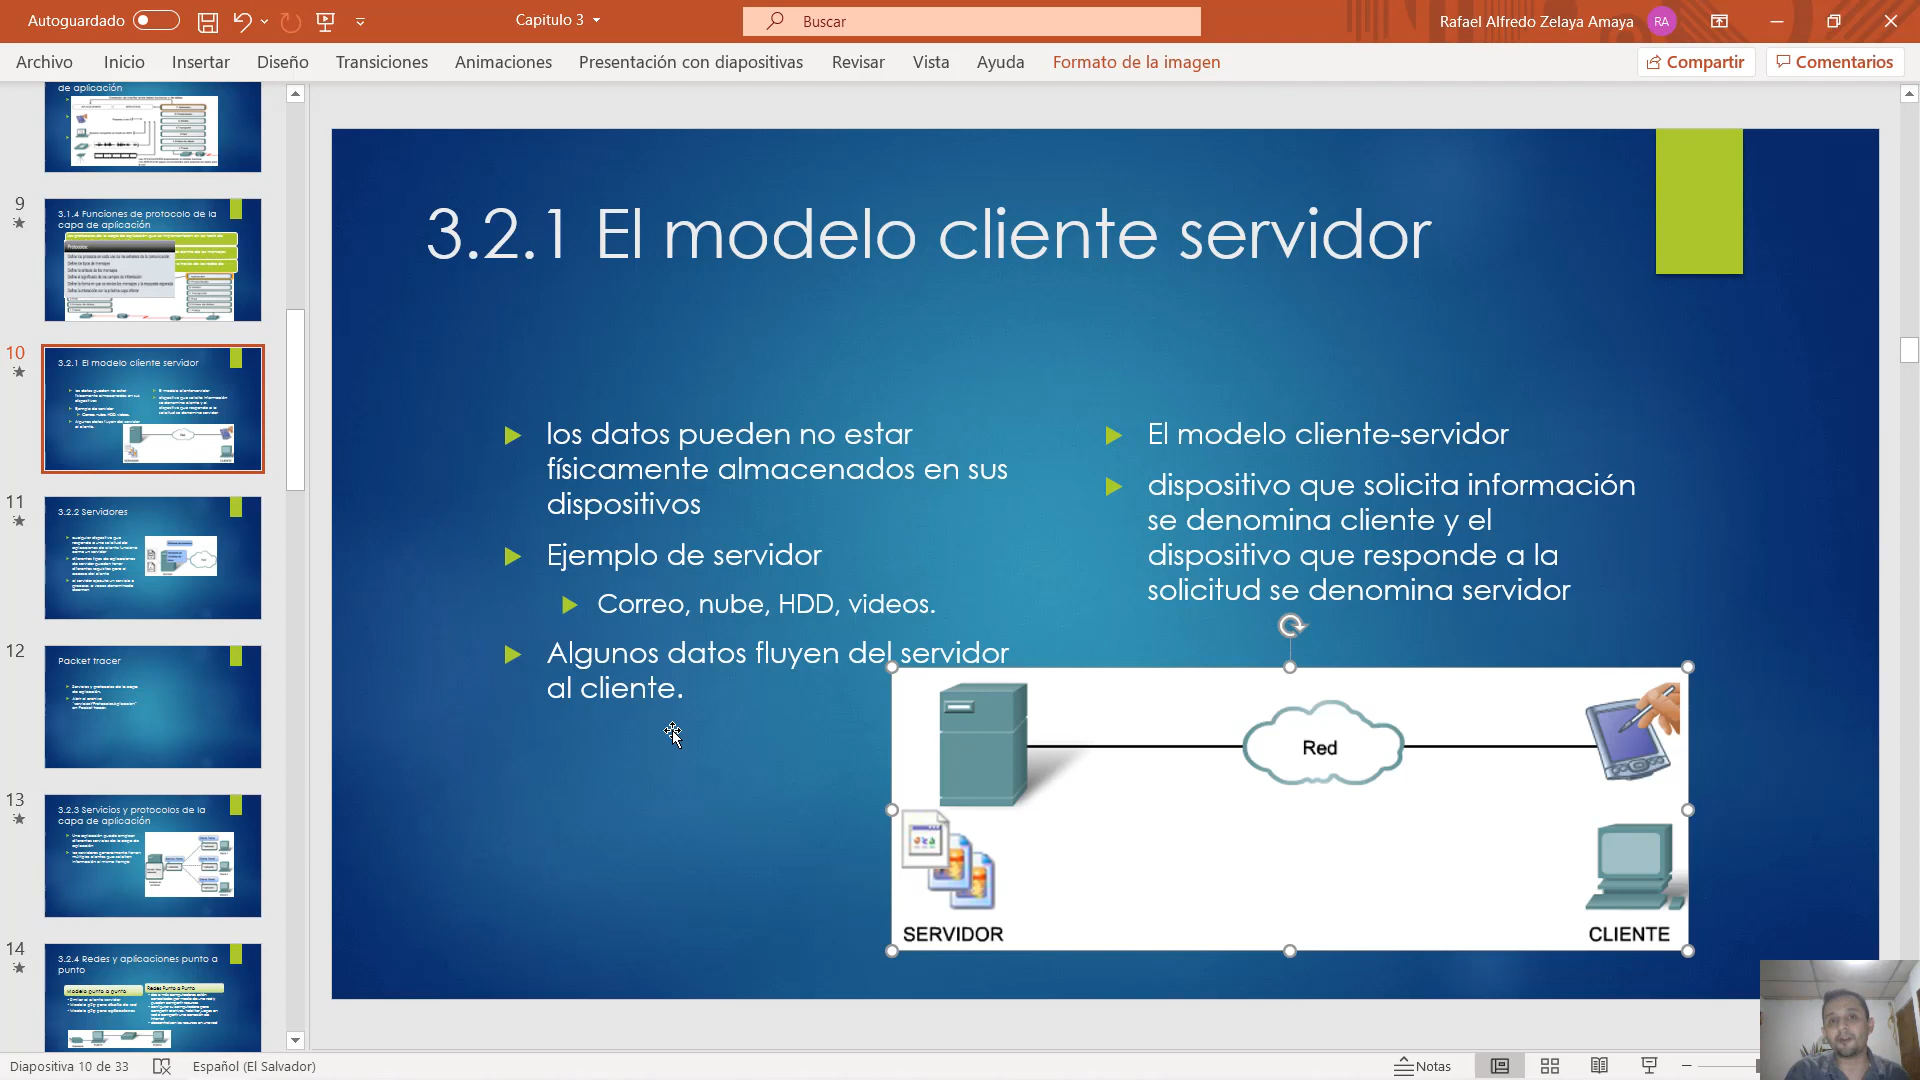 Autoguardado
Capitulo 3
Buscar
Rafael Alfredo Zelaya Amaya
RA
Archivo
Inicio
Insertar
Diseño
Transiciones
Animaciones
Presentación con diapositivas
Revisar
Vista
Ayuda
Formato de la imagen
Compartir
Comentarios
de aplicación
9
3.1.4 Funciones de protocolo de la
capa de aplicación
10
3.2.1 El modelo cliente servidor
11
3.2.2 Servidores
12
Packet tracer
13
3.2.3 Servicios y protocolos de la
capa de aplicación
14
3.2.4 Redes y aplicaciones punto a
punto
3.2.1 El modelo cliente servidor
los datos pueden no estar
físicamente almacenados en sus
dispositivos
Ejemplo de servidor
Correo, nube, HDD, videos.
Algunos datos fluyen del servidor
al cliente.
El modelo cliente-servidor
dispositivo que solicita información
se denomina cliente y el
dispositivo que responde a la
solicitud se denomina servidor
Red
SERVIDOR
CLIENTE
Diapositiva 10 de 33
Español (El Salvador)
Notas